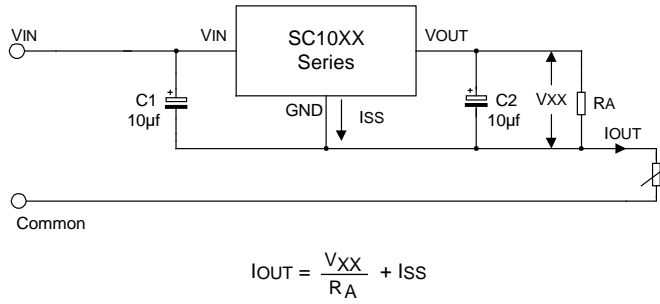 VIN
VIN
SC10XX
Series
VOUT
C1
10µf
GND
ISS
C2
10µf
VXX
RA
IOUT
Common
IOUT = VXX / RA + ISS